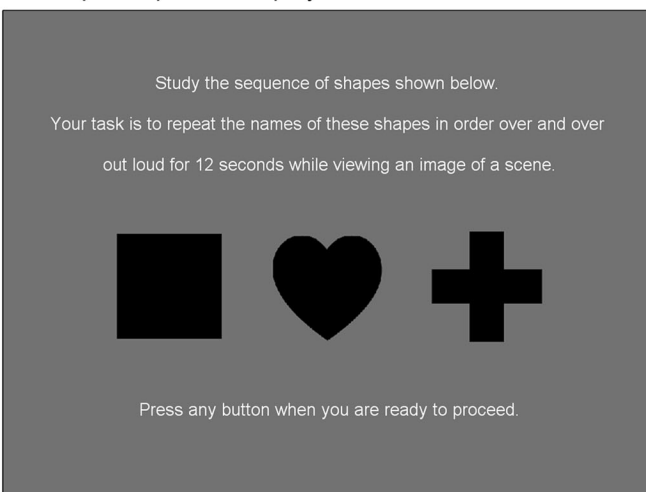 Study the sequence of shapes shown below.
Your task is to repeat the names of these shapes in order over and over
out loud for 12 seconds while viewing an image of a scene.
Press any button when you are ready to proceed.